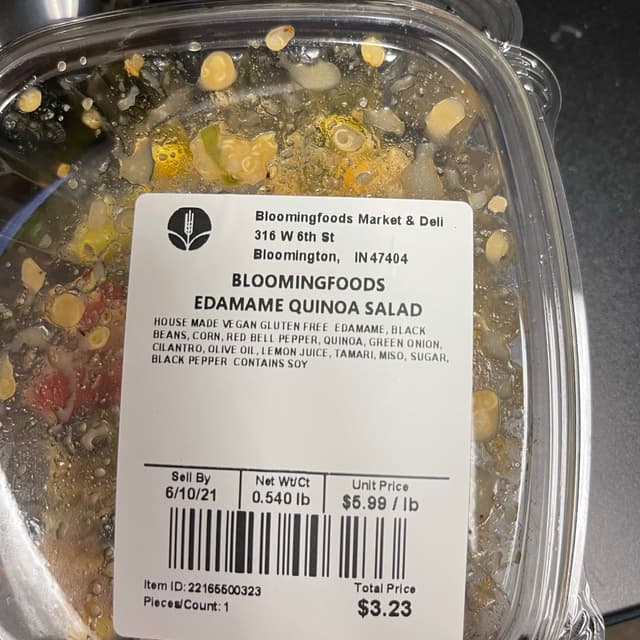 Bloomingfoods Market & Deli
316 W 6th St
Bloomington, IN 47404
BLOOMINGFOODS
EDAMAME QUINOA SALAD
HOUSE MADE VEGAN GLUTEN FREE EDAMAME, BLACK
BEANS, CORN, RED BELL PEPPER, QUINOA, GREEN ONION,
CILANTRO, OLIVE OIL, LEMON JUICE, TAMARI, MISO, SUGAR,
BLACK PEPPER CONTAINS SOY
Sell By Net Wt/Ct Unit Price
6/10/21 0.540 lb $5.99 / lb
Item ID: 22165500323 Total Price
Pieces/Count: 1 $3.23